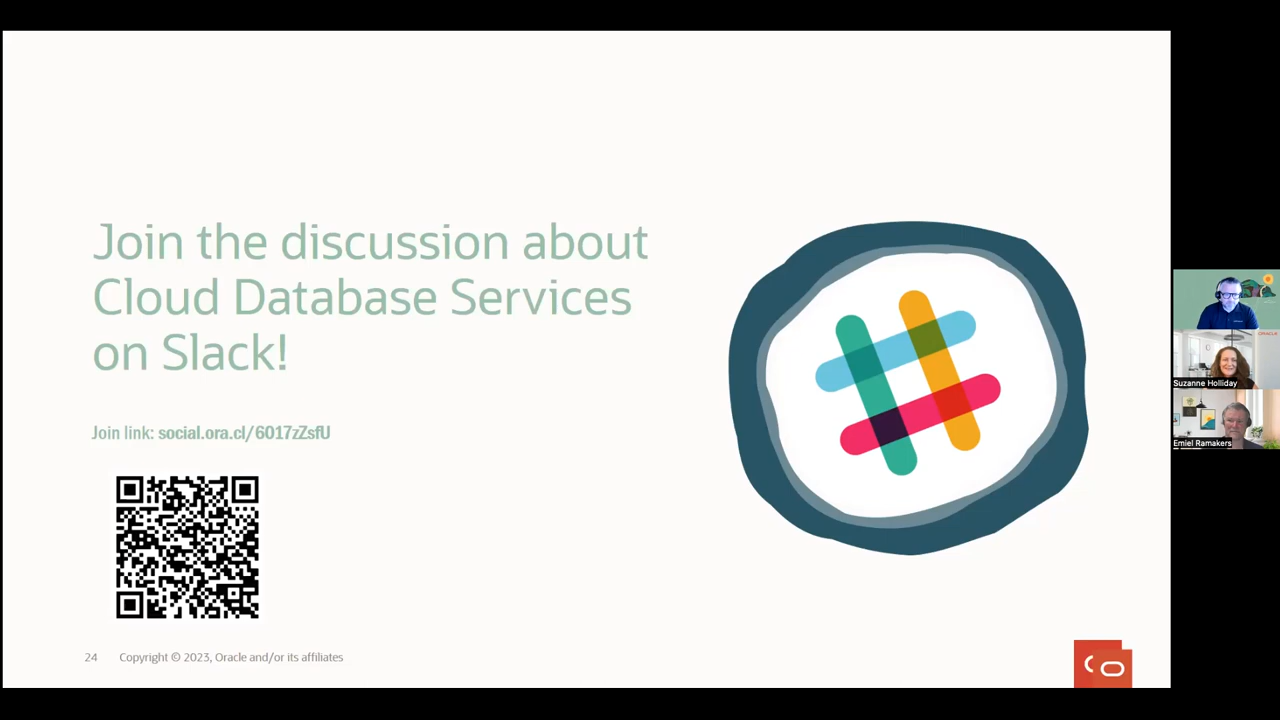 Join the discussion about
Cloud Database Services
on Slack!
Join link: social.ora.cl/6017zZsfU
24 Copyright © 2023, Oracle and/or its affiliates
ORACLE
Suzanne Holliday
Emiel Ramakers